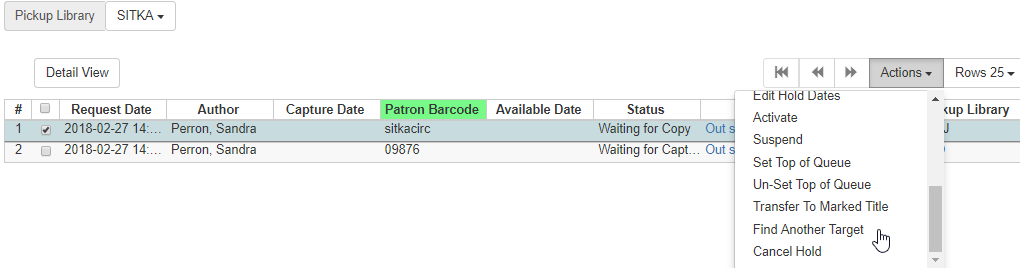 Pickup Library SITKA
Detail View Actions Rows 25
# Request Date Author Capture Date Patron Barcode Available Date Status kup Library
1 2018-02-27 14:... Perron, Sandra sitkacirc Waiting for Copy Out s J
2 2018-02-27 14:... Perron, Sandra 09876 Waiting for Capt... Out s
Edit Hold Dates
Activate
Suspend
Set Top of Queue
Un-Set Top of Queue
Transfer To Marked Title
Find Another Target
Cancel Hold